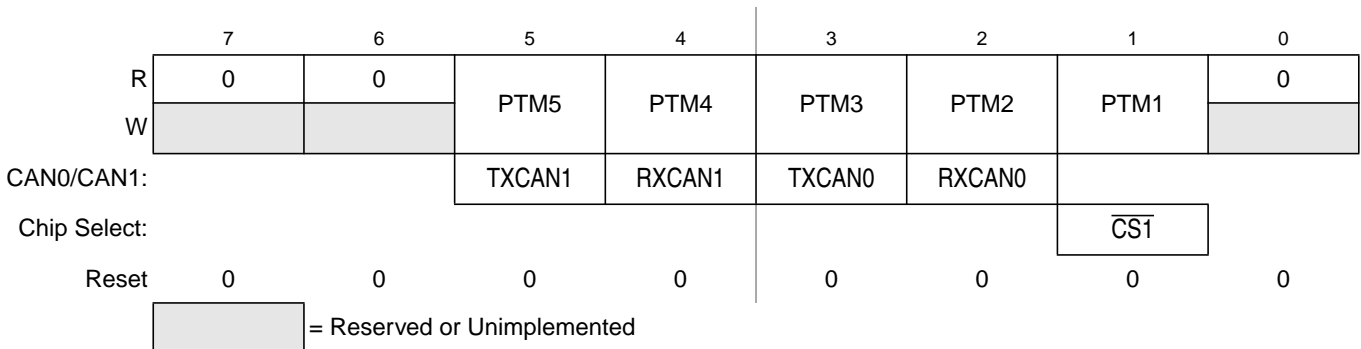 7 6 5 4 3 2 1 0
R 0 0 PTM5 PTM4 PTM3 PTM2 PTM1 0
W
CAN0/CAN1: TXCAN1 RXCAN1 TXCAN0 RXCAN0
Chip Select: CS1
Reset 0 0 0 0 0 0 0 0
= Reserved or Unimplemented